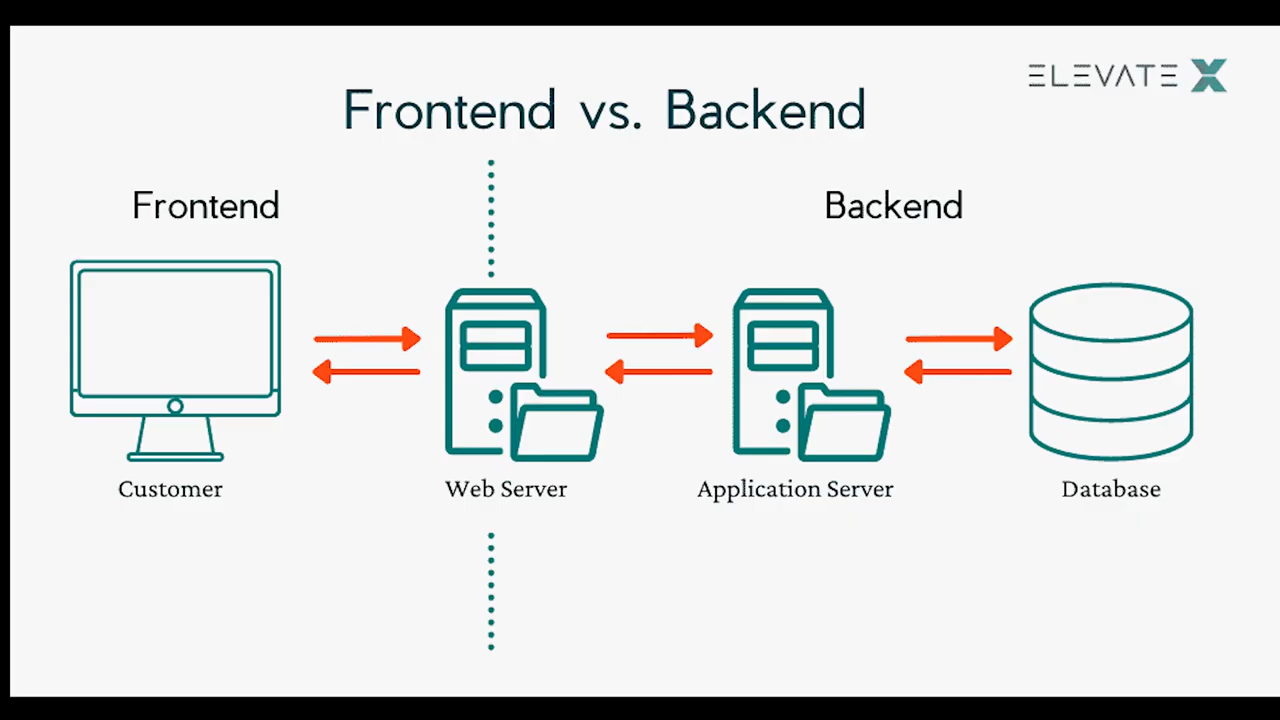 ELEVATE X
Frontend vs. Backend
Frontend
Backend
Customer
Web Server
Application Server
Database